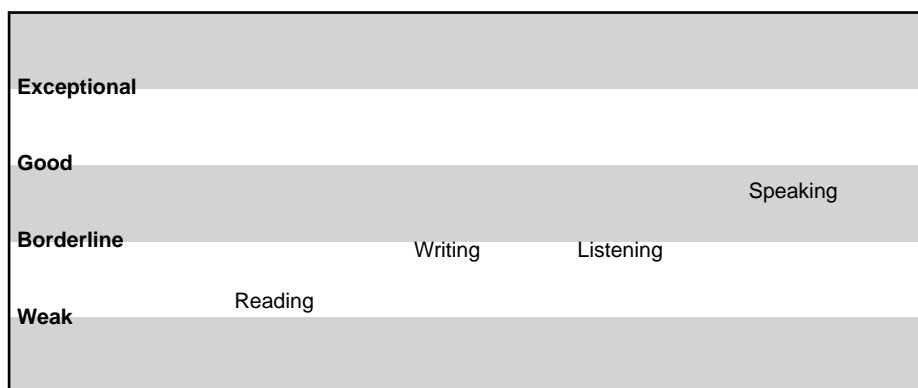 Exceptional
Good
Speaking
Borderline
Writing Listening
Reading
Weak